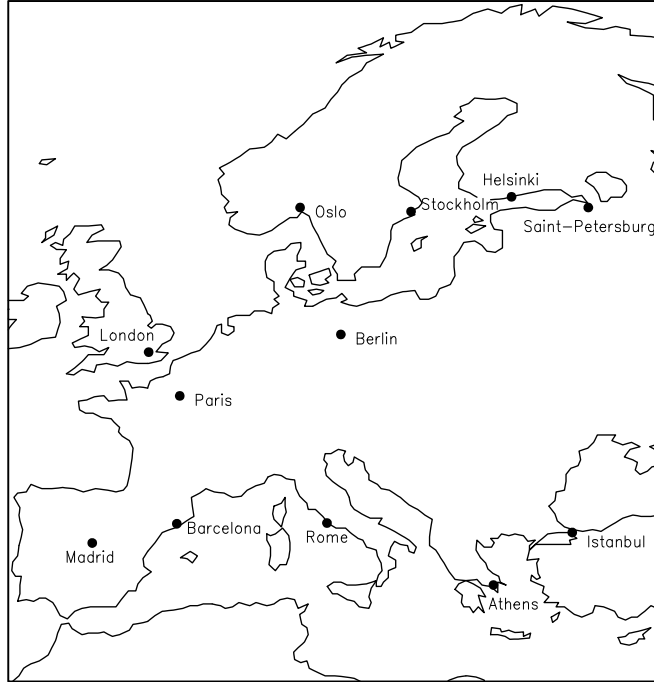 Helsinki
Stockholm
Oslo
Saint-Petersburg
London
Berlin
Paris
Barcelona
Rome
Istanbul
Madrid
Athens